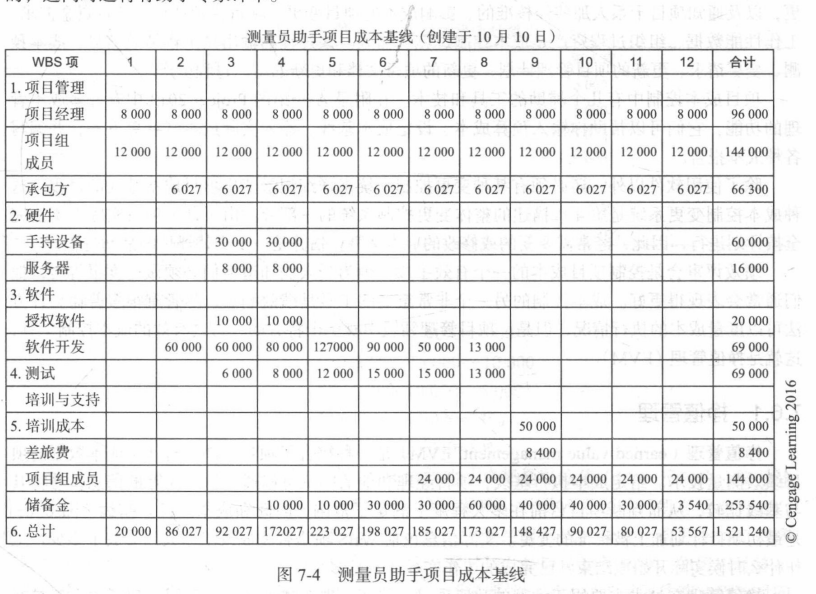 测量员助手项目成本基线（创建于 10 月 10 日）
WBS 项 1 2 3 4 5 6 8 9 10 11 12 合计
1. 项目管理
项目经理 8 000 8 000 8 000 8 000 8 000 8 000 8 000 8 000 8 000 8 000 8 000 8 000 96 000
项目组
成员 12 000 12 000 12 000 12 000 12 000 12 000 12 000 12 000 12 000 12 000 12 000 12 000 144 000
承包方 6 027 6 027 6 027 6 027 6 027 6 027 6 027 6 027 6 027 6 027 6 027 66 300
2. 硬件
手持设备 30 000 30 000 60 000
服务器 8 000 8 000 16 000
3. 软件
授权软件 10 000 10 000 20 000
软件开发 60 000 60 000 80 000 127000 90 000 50 000 13 000 69 000
4. 测试 6 000 8 000 12 000 15 000 15 000 13 000 69 000
培训与支持
5. 培训成本 50 000 50 000
差旅费 8 400 8 400
项目组成员 24 000 24 000 24 000 24 000 24 000 24 000 144 000
储备金 10 000 10 000 30 000 30 000 60 000 40 000 40 000 30 000 3 540 253 540
6. 总计 20 000 86 027 92 027 172027 223 027 198 027 185 027 173 027 148 427 90 027 80 027 53 567 1 521 240
© Cengage Learning 2016
图 7-4 测量员助手项目成本基线